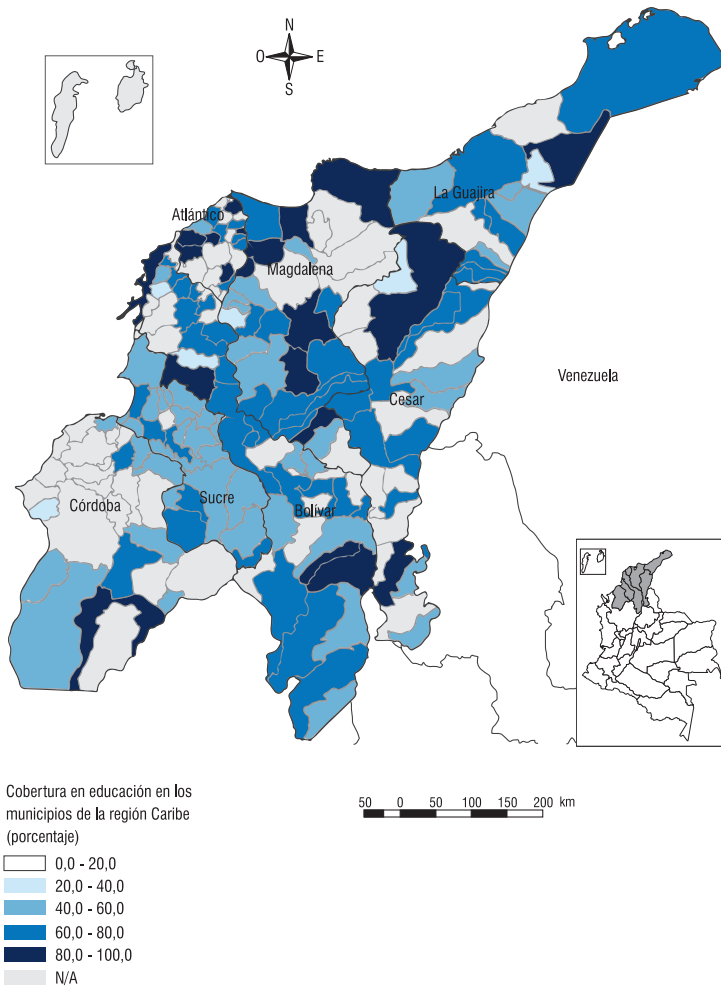 N
O E
S
La Guajira
Atlántico
Magdalena
Venezuela
Cesar
Córdoba
Sucre
Bolívar
Cobertura en educación en los
municipios de la región Caribe
(porcentaje)
0,0 - 20,0
20,0 - 40,0
40,0 - 60,0
60,0 - 80,0
80,0 - 100,0
N/A
50 0 50 100 150 200 km